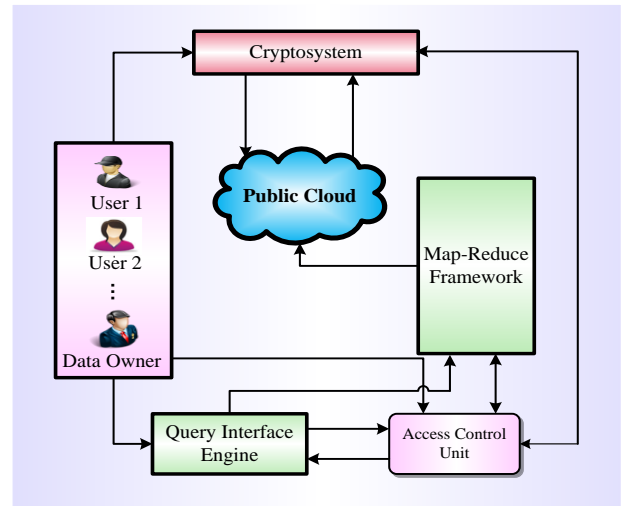 Cryptosystem
User 1
User 2
⋮
Data Owner
Public Cloud
Map-Reduce
Framework
Query Interface
Engine
Access Control
Unit